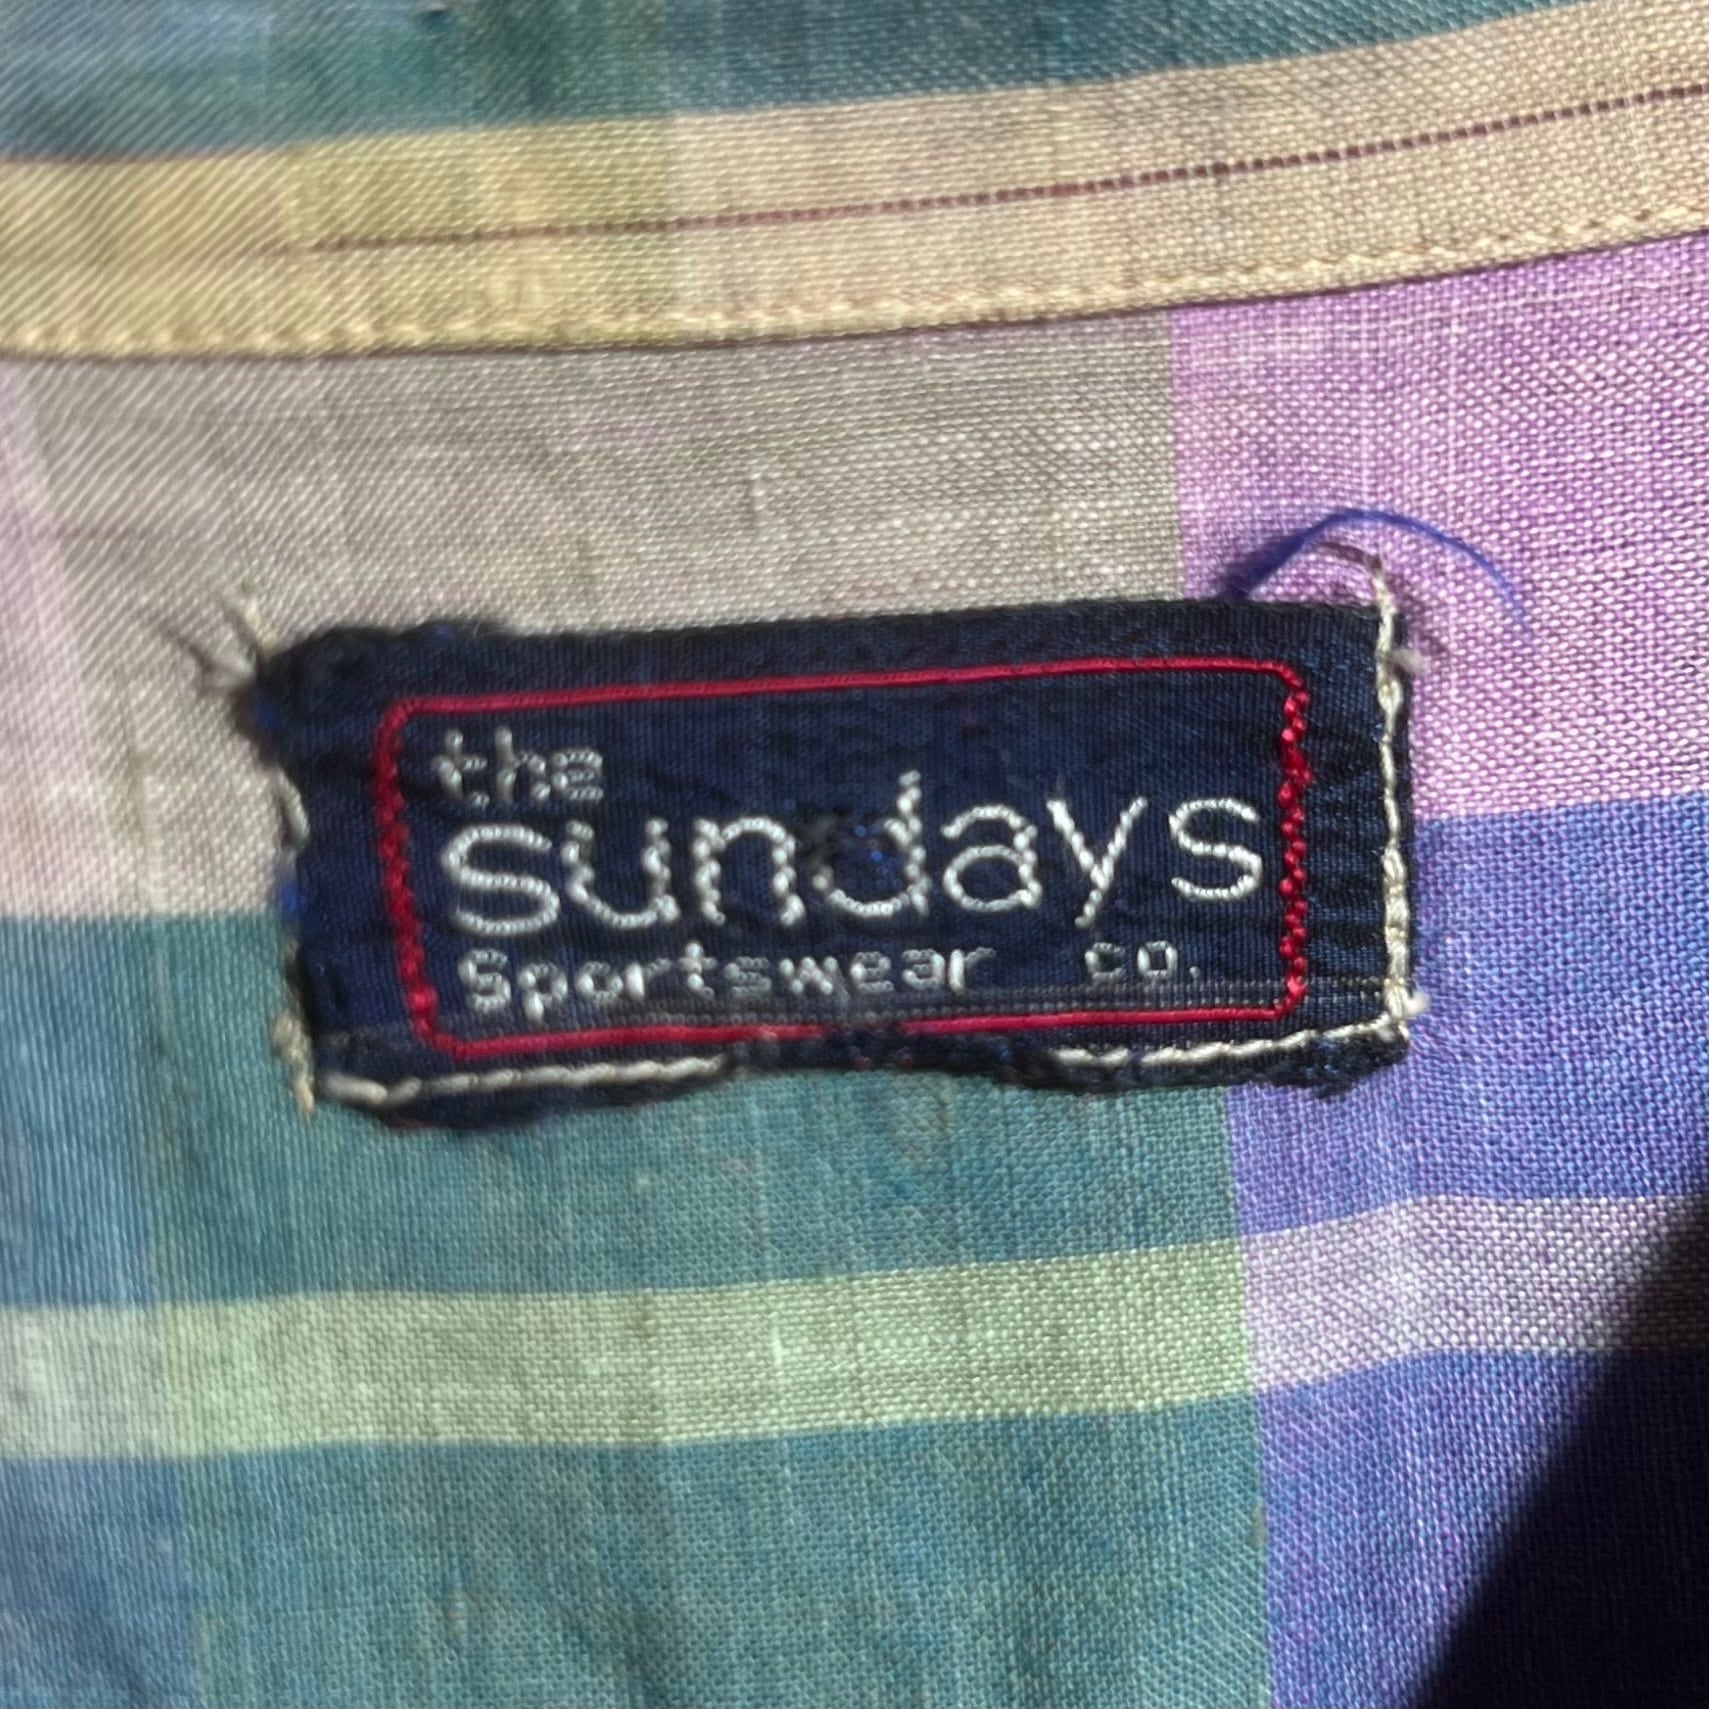 the
sundays
Sportswear co.